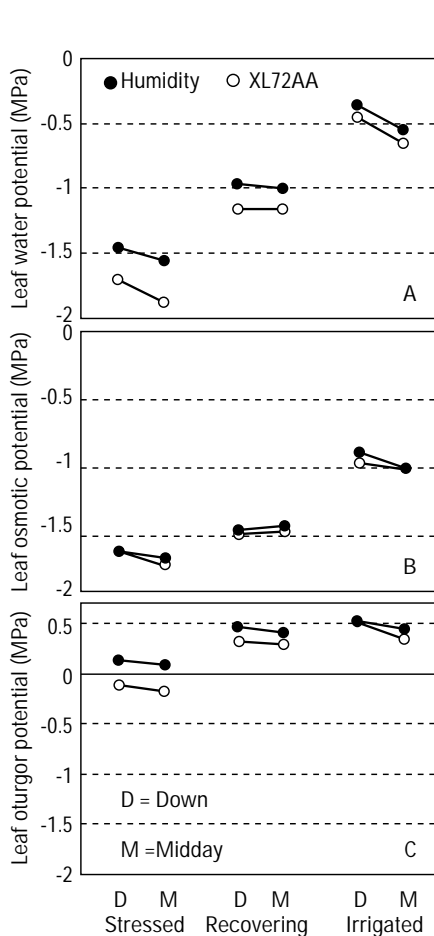 Leaf water potential (MPa)
0
-0.5
-1
-1.5
-2
Humidity XL72AA
A
Leaf osmotic potential (MPa)
0
-0.5
-1
-1.5
-2
B
Leaf oturgor potential (MPa)
0.5
0
-0.5
-1
-1.5
-2
D = Down
M =Midday
C
D M D M D M
Stressed Recovering Irrigated